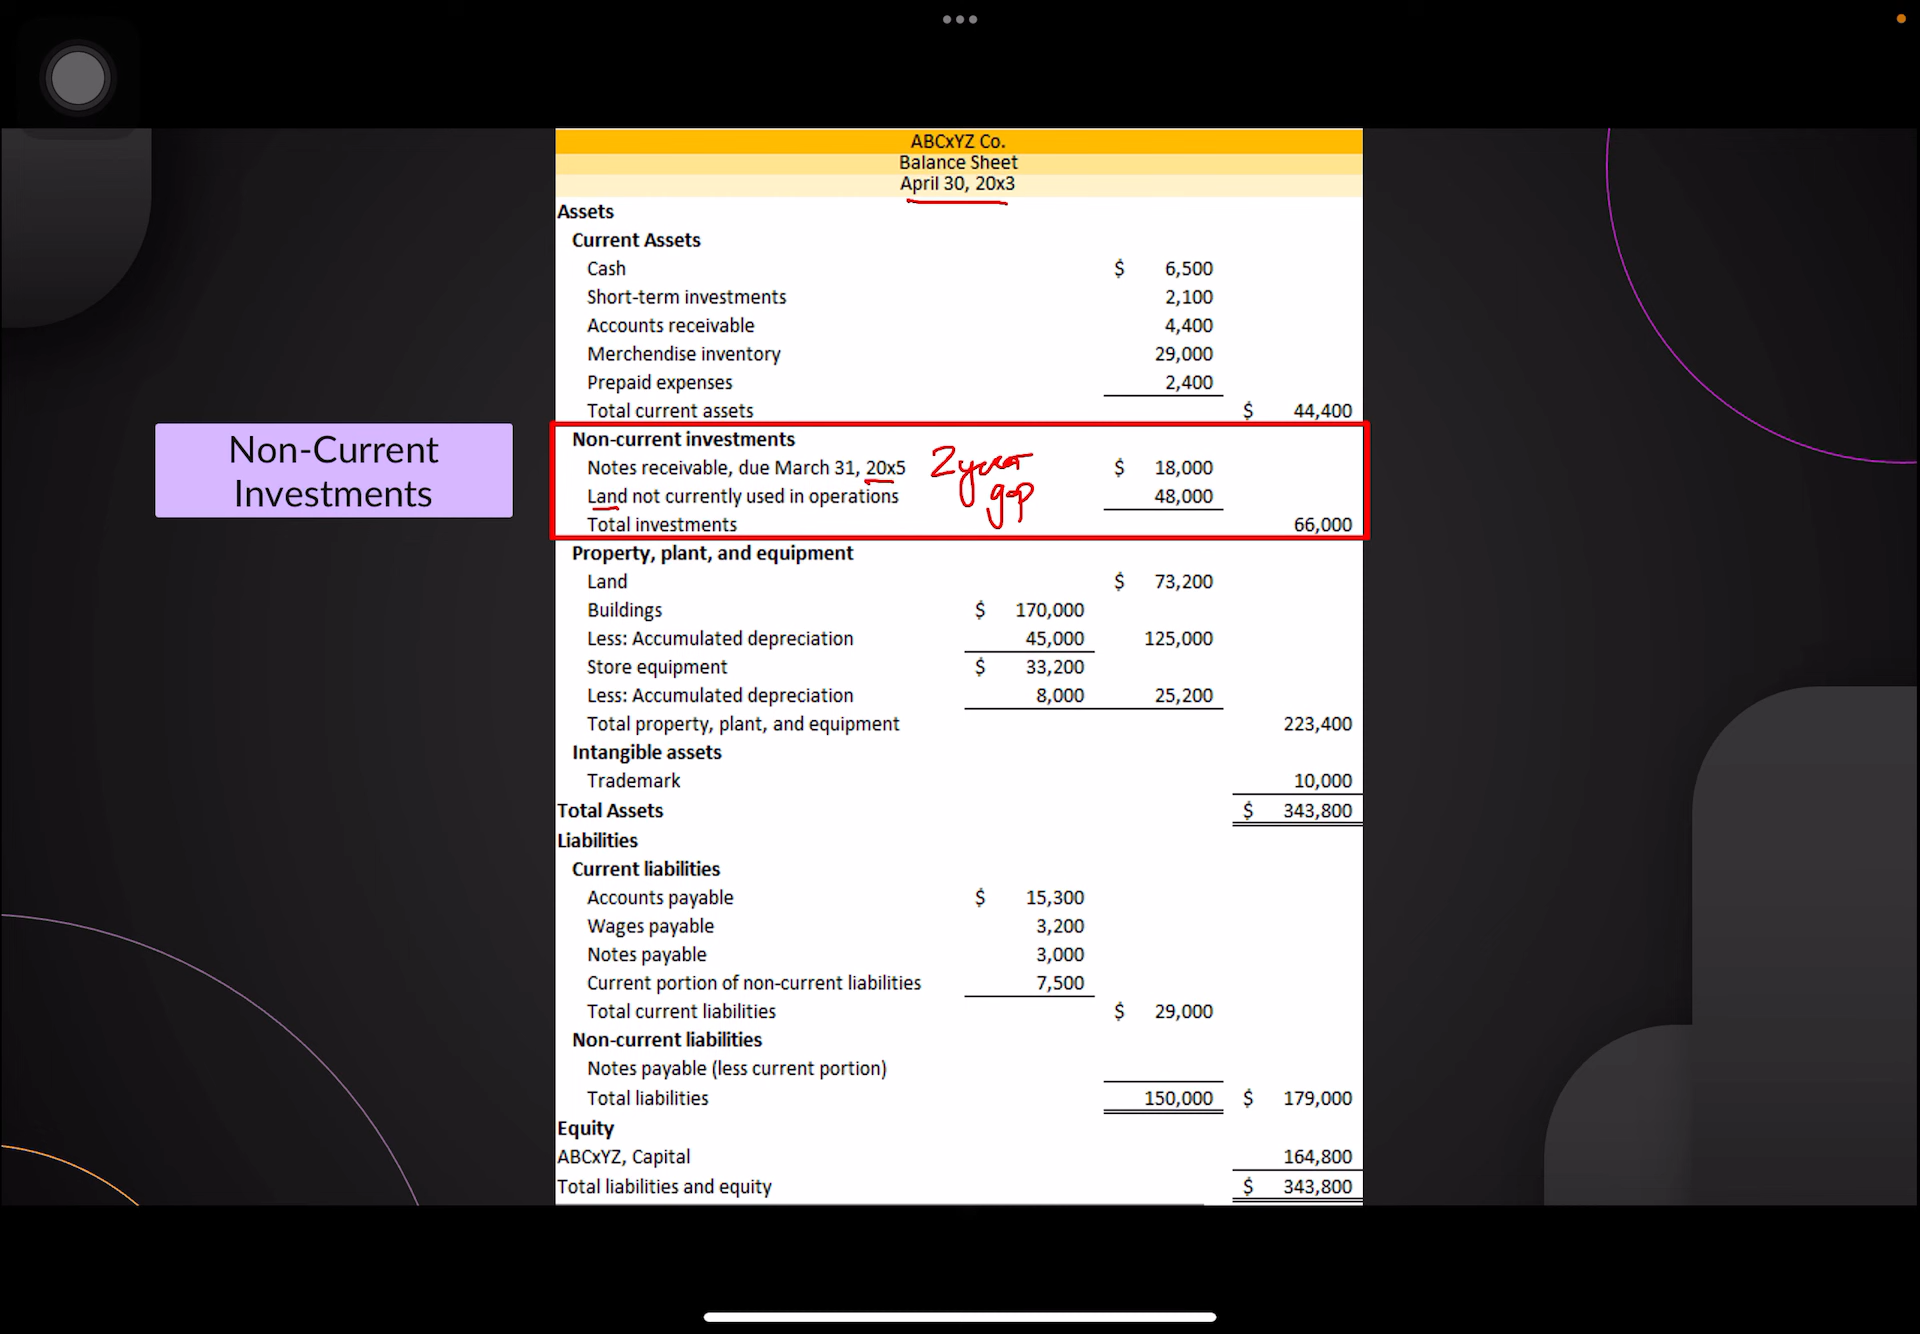 ABCxYZ Co.
Balance Sheet
April 30, 20x3
Assets
Current Assets
Cash $ 6,500
Short-term investments 2,100
Accounts receivable 4,400
Merchendise inventory 29,000
Prepaid expenses 2,400
Total current assets $ 44,400
Non-Current
Investments
Non-current investments
Notes receivable, due March 31, 20x5 $ 18,000
2 year
gap
Land not currently used in operations 48,000
Total investments 66,000
Property, plant, and equipment
Land $ 73,200
Buildings $ 170,000
Less: Accumulated depreciation 45,000 125,000
Store equipment $ 33,200
Less: Accumulated depreciation 8,000 25,200
Total property, plant, and equipment 223,400
Intangible assets
Trademark 10,000
Total Assets $ 343,800
Liabilities
Current liabilities
Accounts payable $ 15,300
Wages payable 3,200
Notes payable 3,000
Current portion of non-current liabilities 7,500
Total current liabilities $ 29,000
Non-current liabilities
Notes payable (less current portion)
Total liabilities 150,000 $ 179,000
Equity
ABCxYZ, Capital 164,800
Total liabilities and equity $ 343,800